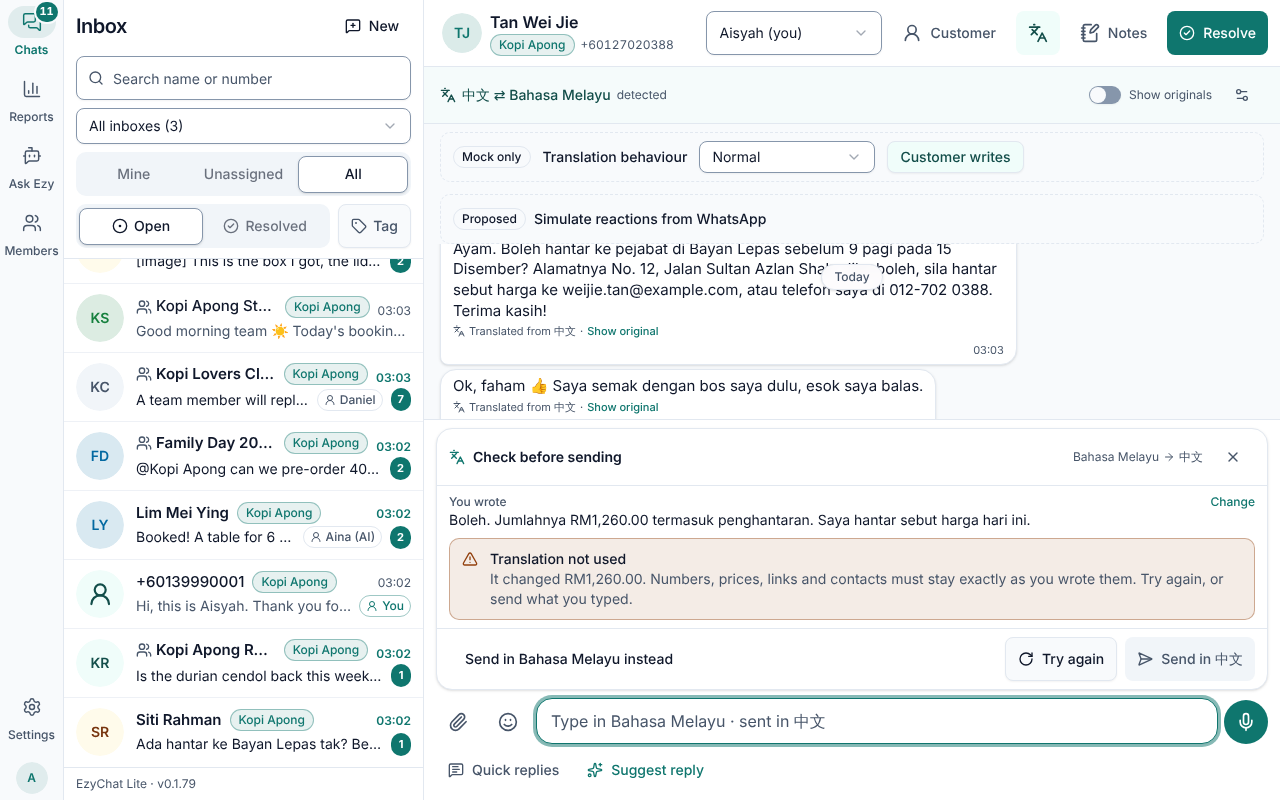 11
Chats
Reports
Ask Ezy
Members
Settings
A
Inbox
New
Search name or number
All inboxes (3)
Mine
Unassigned
All
Open
Resolved
Tag
[Image] This is the box I got, the lid...
2
KS
Kopi Apong St...
Kopi Apong
03:03
Good morning team ☀️ Today's bookin...
KC
Kopi Lovers Cl...
Kopi Apong
03:03
A team member will repl...
Daniel
7
FD
Family Day 20...
Kopi Apong
03:02
@Kopi Apong can we pre-order 40...
2
LY
Lim Mei Ying
Kopi Apong
03:02
Booked! A table for 6 ...
Aina (AI)
2
+60139990001
Kopi Apong
03:02
Hi, this is Aisyah. Thank you fo...
You
KR
Kopi Apong R...
Kopi Apong
03:02
Is the durian cendol back this week...
1
SR
Siti Rahman
Kopi Apong
03:02
Ada hantar ke Bayan Lepas tak? Be...
1
EzyChat Lite · v0.1.79
TJ
Tan Wei Jie
Kopi Apong
+60127020388
Aisyah (you)
Customer
Notes
Resolve
中文 ⇄ Bahasa Melayu detected
Show originals
Mock only
Translation behaviour
Normal
Customer writes
Proposed
Simulate reactions from WhatsApp
Ayam. Boleh hantar ke pejabat di Bayan Lepas sebelum 9 pagi pada 15
Disember? Alamatnya No. 12, Jalan Sultan Azlan boleh, sila hantar
Today
sebut harga ke weijie.tan@example.com, atau telefon saya di 012-702 0388.
Terima kasih!
Translated from 中文 · Show original
03:03
Ok, faham 👍 Saya semak dengan bos saya dulu, esok saya balas.
Translated from 中文 · Show original
Check before sending
Bahasa Melayu → 中文
You wrote
Change
Boleh. Jumlahnya RM1,260.00 termasuk penghantaran. Saya hantar sebut harga hari ini.
Translation not used
It changed RM1,260.00. Numbers, prices, links and contacts must stay exactly as you wrote them. Try again, or
send what you typed.
Send in Bahasa Melayu instead
Try again
Send in 中文
Type in Bahasa Melayu · sent in 中文
Quick replies
Suggest reply